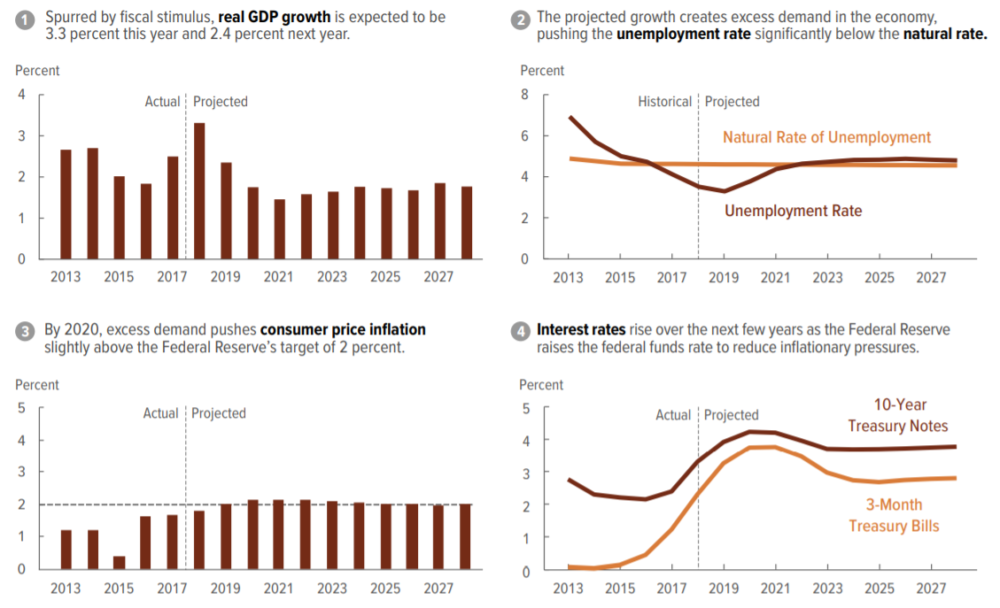 1 Spurred by fiscal stimulus, real GDP growth is expected to be
3.3 percent this year and 2.4 percent next year.
Percent
4
3
2
1
0
Actual Projected
2013 2015 2017 2019 2021 2023 2025 2027
2 The projected growth creates excess demand in the economy,
pushing the unemployment rate significantly below the natural rate.
Percent
8
6
4
2
0
Historical Projected
Natural Rate of Unemployment
Unemployment Rate
2013 2015 2017 2019 2021 2023 2025 2027
3 By 2020, excess demand pushes consumer price inflation
slightly above the Federal Reserve's target of 2 percent.
Percent
5
4
3
2
1
0
Actual Projected
2013 2015 2017 2019 2021 2023 2025 2027
4 Interest rates rise over the next few years as the Federal Reserve
raises the federal funds rate to reduce inflationary pressures.
Percent
5
4
3
2
1
0
Actual Projected
10-Year
Treasury Notes
3-Month
Treasury Bills
2013 2015 2017 2019 2021 2023 2025 2027